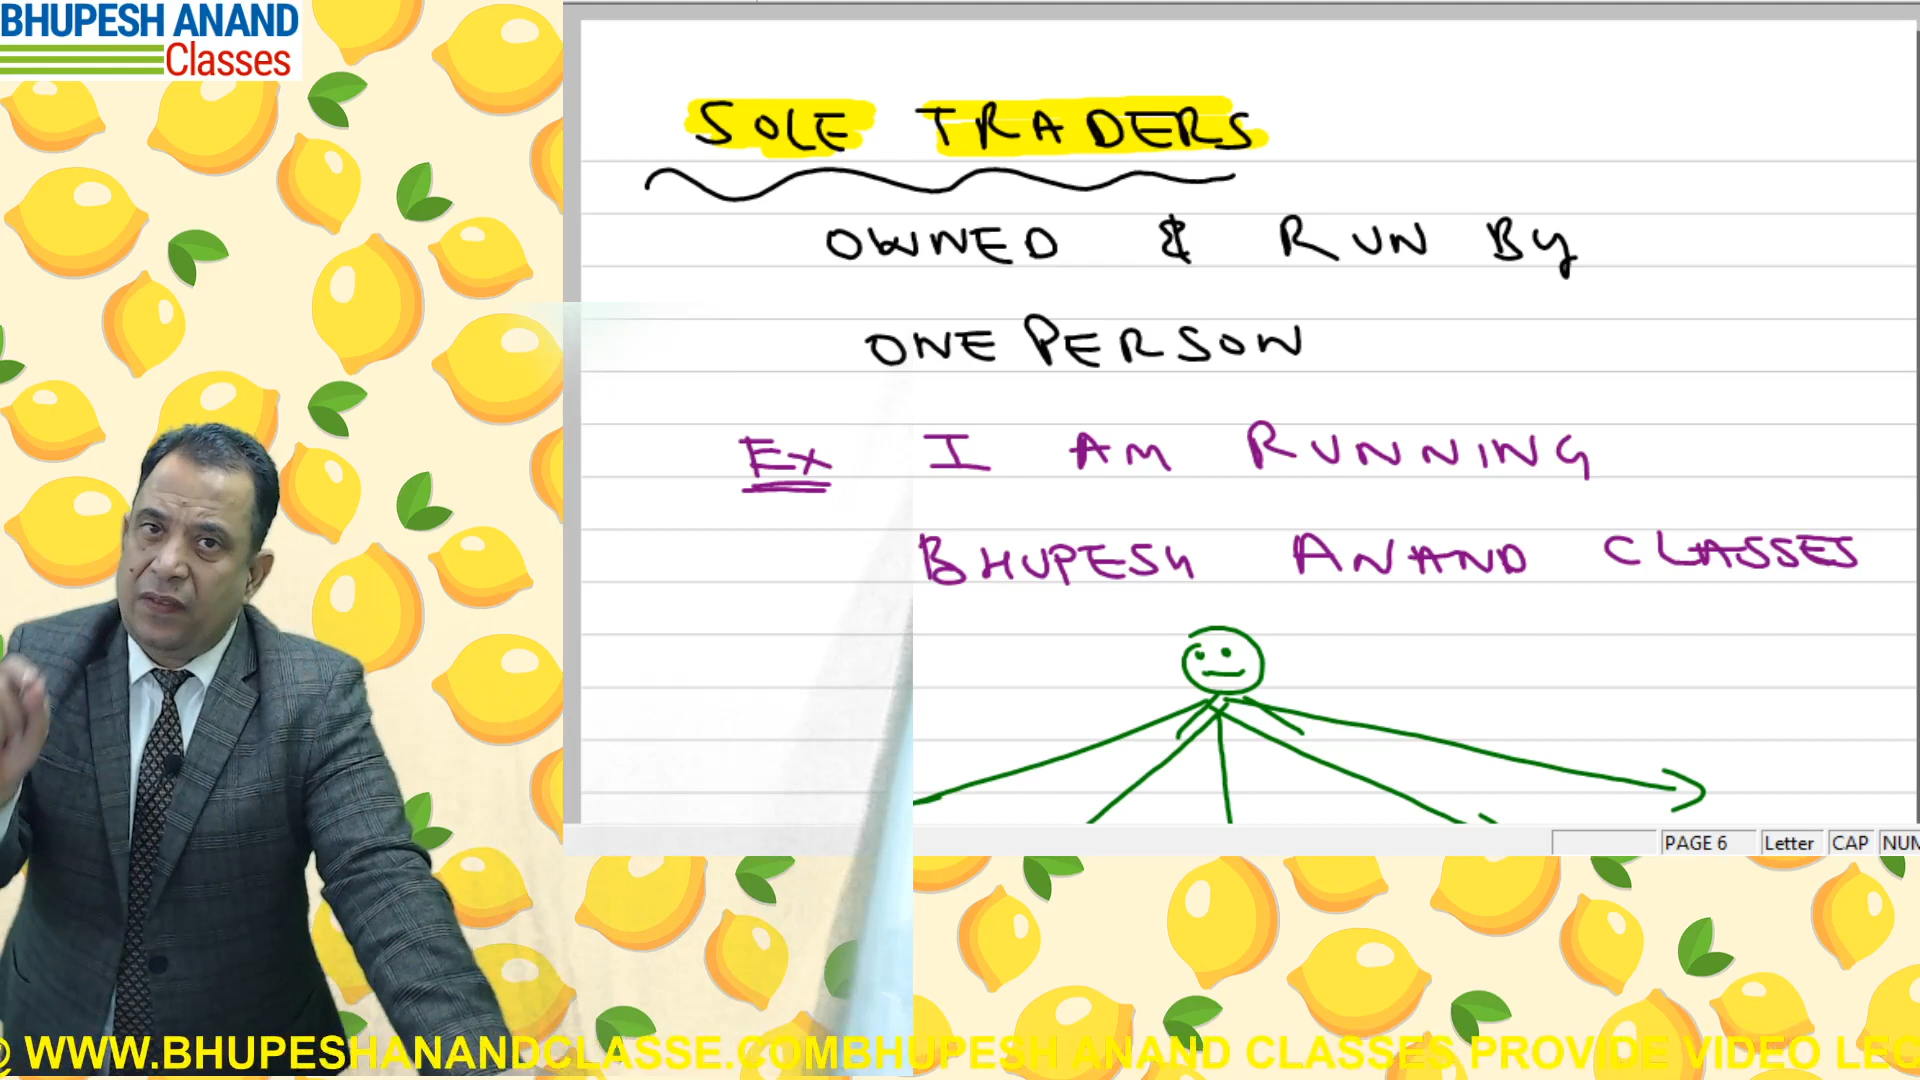 BHUPESH ANAND
Classes
SOLE TRADERS
OWNED & RUN BY
ONE PERSON
Ex I AM RUNNING
BHUPESH ANAND CLASSES
PAGE 6 Letter CAP NUM
WWW.BHUPESHANANDCLASSE.COMBHUPESH ANAND CLASSES PROVIDE VIDEO